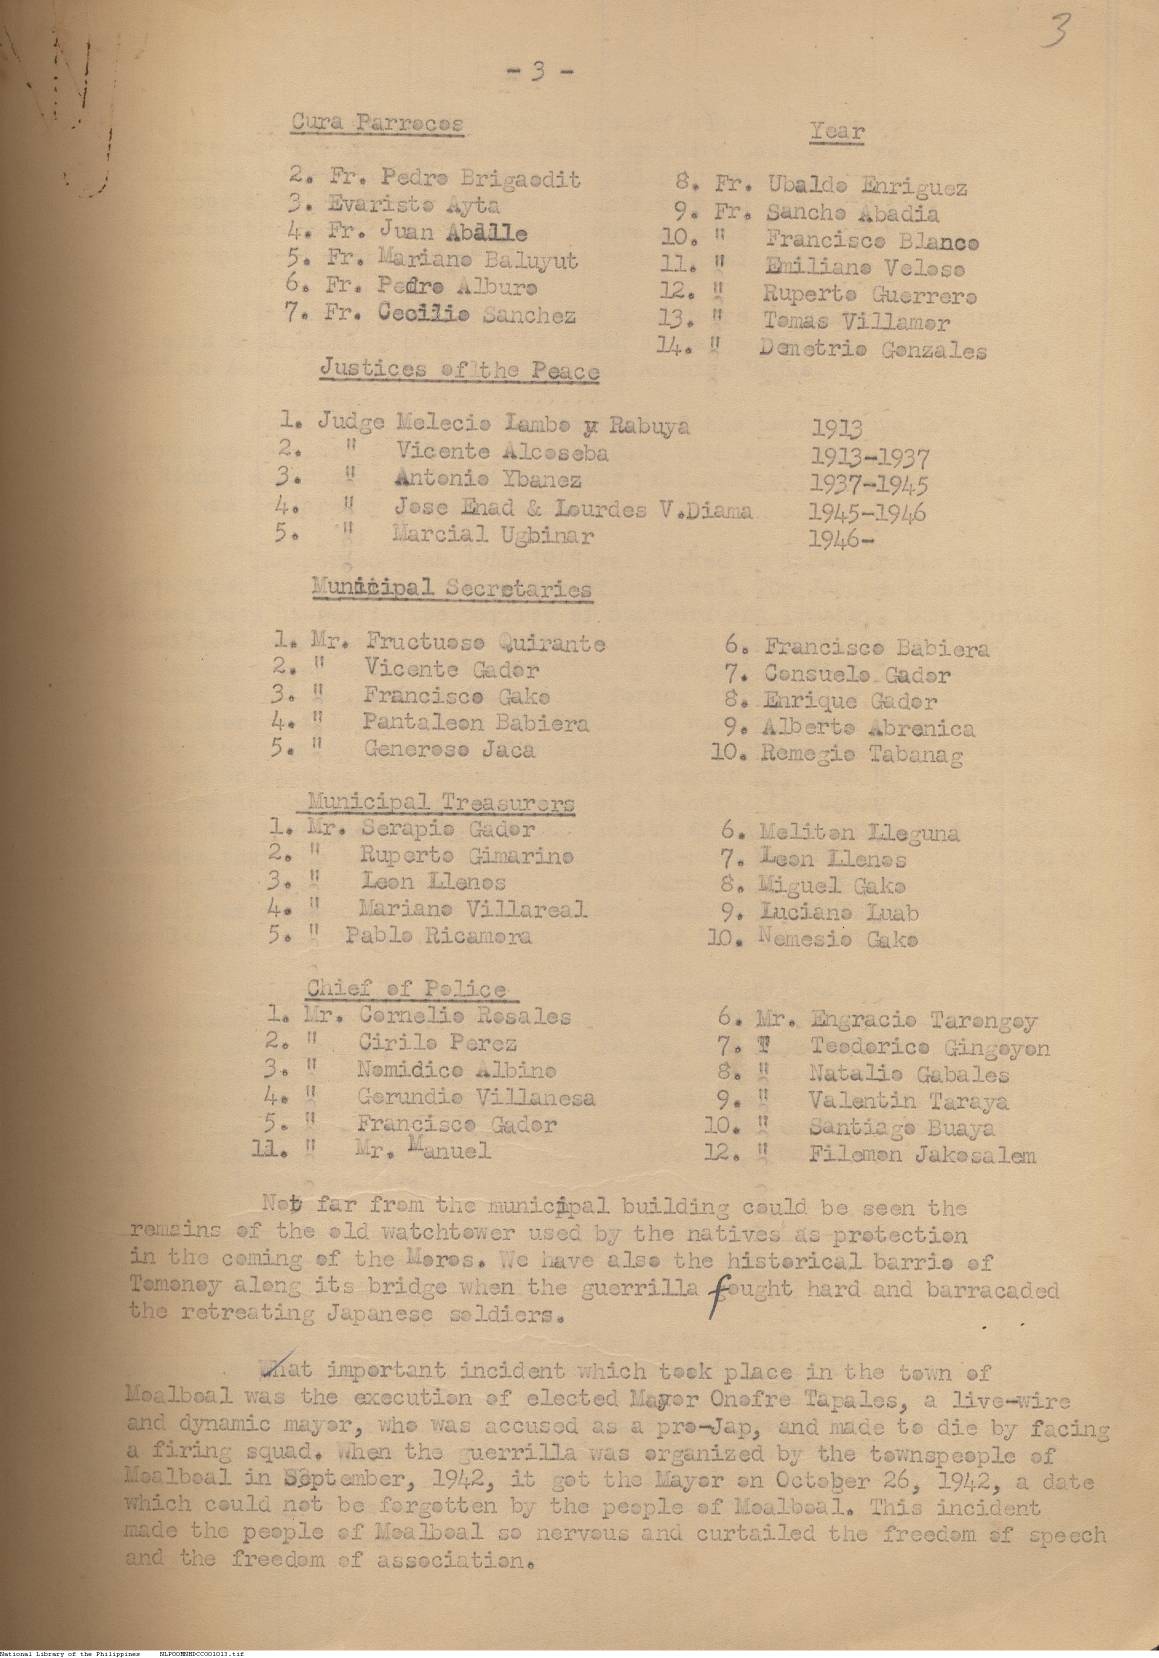 3
- 3 -
Cura Parrocos Year
2. Fr. Pedro Brigaodit 8. Fr. Ubaldo Enriguez
3. Evaristo Ayta 9. Fr. Sancho Abadia
4. Fr. Juan Abälle 10. " Francisco Blanco
5. Fr. Mariano Baluyut 11. " Emiliano Veloso
6. Fr. Pedro Alburo 12. " Ruperto Guerrero
7. Fr. Cecilio Sanchez 13. " Tomas Villamor
14. " Demetrio Gonzales
Justices of the Peace
1. Judge Melecio Lambo y Rabuya 1913
2. " Vicente Alcoseba 1913-1937
3. " Antonio Ybanez 1937-1945
4. " Jose Enad & Lourdes V.Diama 1945-1946
5. " Marcial Ugbinar 1946-
Municipal Secretaries
1. Mr. Fructuoso Quirante 6. Francisco Babiera
2. " Vicente Gador 7. Consuelo Gador
3. " Francisco Gako 8. Enrique Gador
4. " Pantaleon Babiera 9. Alberto Abrenica
5. " Generoso Jaca 10. Remegio Tabanag
Municipal Treasurers
1. Mr. Serapio Gador 6. Meliton Lleguna
2. " Ruperto Gimarino 7. Leon Llenos
3. " Leon Llenos 8. Miguel Gako
4. " Mariano Villareal 9. Luciano Luab
5. " Pablo Ricamora 10. Nemesio Gako
Chief of Police
1. Mr. Cornelio Rosales 6. Mr. Engracio Tarongoy
2. " Cirilo Perez 7. " Teodorico Gingoyon
3. " Nomidico Albino 8. " Natalio Gabales
4. " Gerundio Villanesa 9. " Valentin Taraya
5. " Francisco Gador 10. " Santiago Buaya
11. " Mr. Manuel 12. " Filemon Jakosalem
Not far from the municipal building could be seen the
remains of the old watchtower used by the natives as protection
in the coming of the Moros. We have also the historical barrio of
Tomonoy along its bridge when the guerrilla fought hard and barracaded
the retreating Japanese soldiers.
What important incident which took place in the town of
Moalboal was the execution of elected Mayor Onofre Tapales, a live-wire
and dynamic mayor, who was accused as a pro-Jap, and made to die by facing
a firing squad. When the guerrilla was organized by the townspeople of
Moalboal in September, 1942, it got the Mayor on October 26, 1942, a date
which could not be forgotten by the people of Moalboal. This incident
made the people of Moalboal so nervous and curtailed the freedom of speech
and the freedom of association.
National Library of the Philippines NLPOOMNHDCC001013.tif